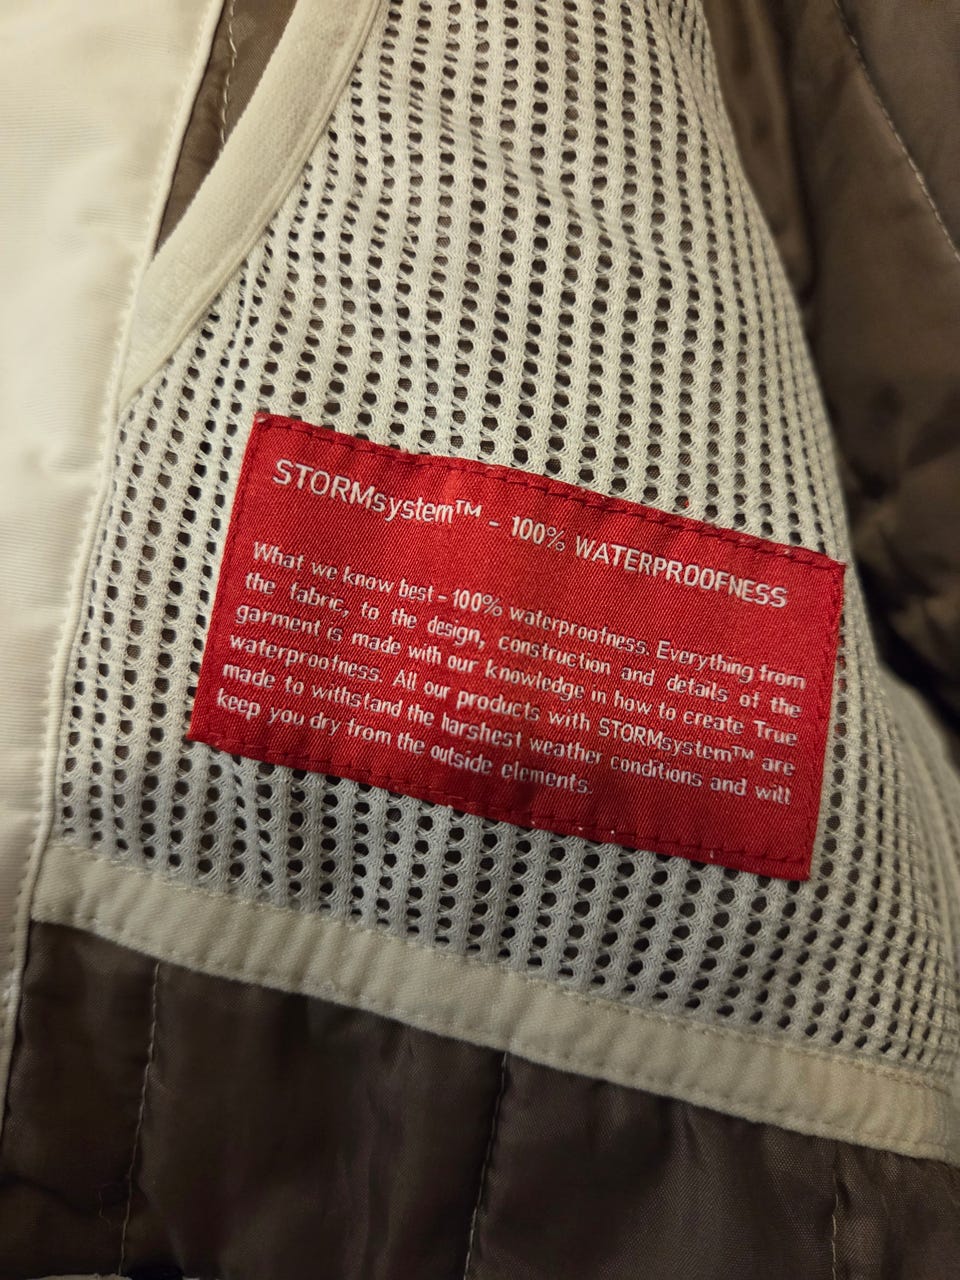 STORMsystem™ - 100% WATERPROOFNESS
What we know best - 100% waterproofness. Everything from
the fabric, to the design, construction and details of the
garment is made with our knowledge in how to create True
waterproofness. All our products with STORMsystem™ are
made to withstand the harshest weather conditions and will
keep you dry from the outside elements.